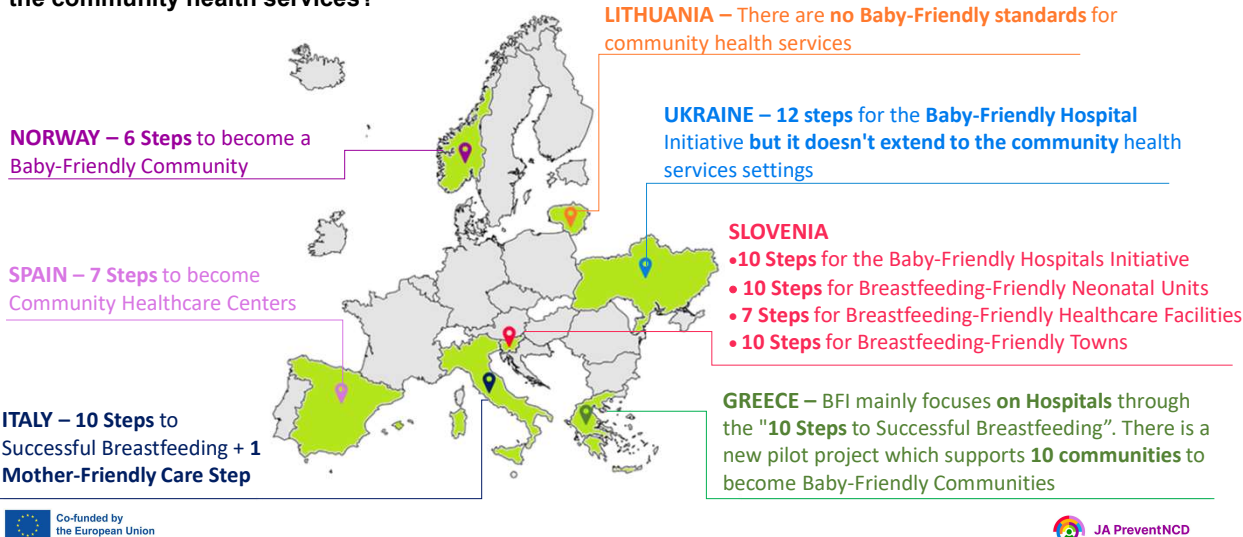 the community health services?
LITHUANIA – There are no Baby-Friendly standards for
community health services
NORWAY – 6 Steps to become a
Baby-Friendly Community
UKRAINE – 12 steps for the Baby-Friendly Hospital
Initiative but it doesn't extend to the community health
services settings
SPAIN – 7 Steps to become
Community Healthcare Centers
SLOVENIA
•10 Steps for the Baby-Friendly Hospitals Initiative
• 10 Steps for Breastfeeding-Friendly Neonatal Units
• 7 Steps for Breastfeeding-Friendly Healthcare Facilities
• 10 Steps for Breastfeeding-Friendly Towns
ITALY – 10 Steps to
Successful Breastfeeding + 1
Mother-Friendly Care Step
GREECE – BFI mainly focuses on Hospitals through
the "10 Steps to Successful Breastfeeding”. There is a
new pilot project which supports 10 communities to
become Baby-Friendly Communities
Co-funded by
the European Union
JA PreventNCD